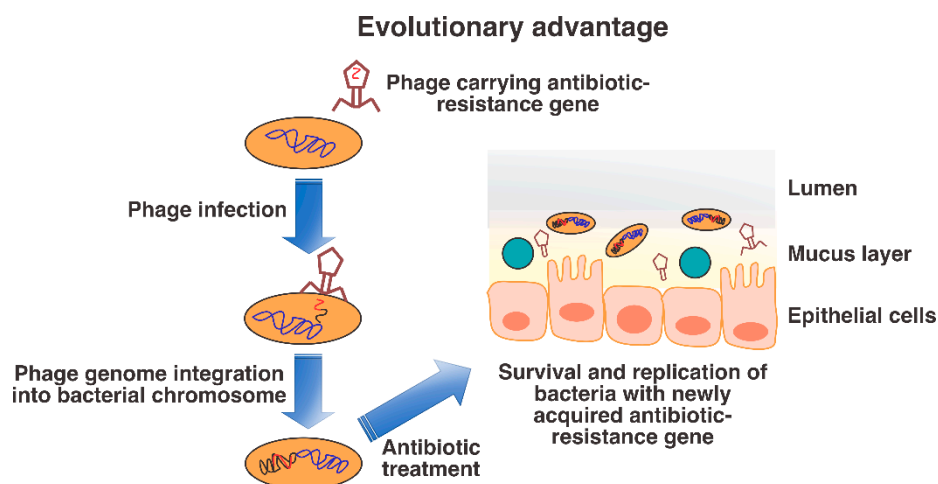 Evolutionary advantage
Phage carrying antibiotic-
resistance gene
Phage infection
Phage genome integration
into bacterial chromosome
Antibiotic
treatment
Lumen
Mucus layer
Epithelial cells
Survival and replication of
bacteria with newly
acquired antibiotic-
resistance gene